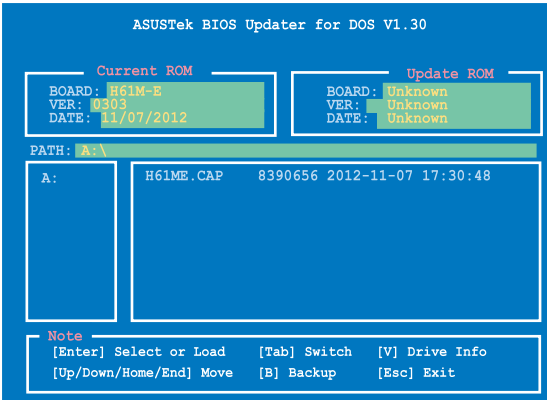 ASUSTek BIOS Updater for DOS V1.30
Current ROM
BOARD: H61M-E
VER: 0303
DATE: 11/07/2012
Update ROM
BOARD: Unknown
VER: Unknown
DATE: Unknown
PATH: A:\
A:
H61ME.CAP 8390656 2012-11-07 17:30:48
Note
[Enter] Select or Load [Tab] Switch [V] Drive Info
[Up/Down/Home/End] Move [B] Backup [Esc] Exit